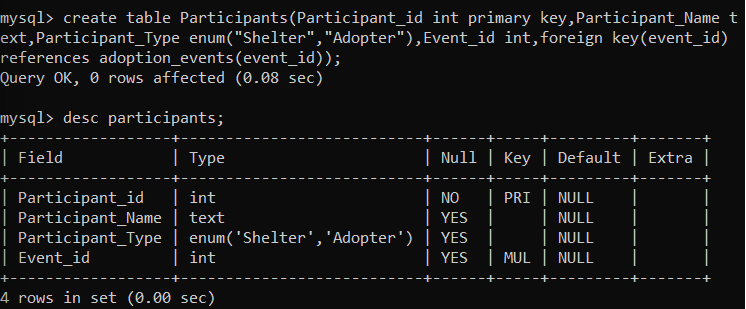 mysql> create table Participants(Participant_id int primary key,Participant_Name t
ext,Participant_Type enum("Shelter","Adopter"),Event_id int,foreign key(event_id)
references adoption_events(event_id));
Query OK, 0 rows affected (0.08 sec)

mysql> desc participants;
+------------------+---------------------------+------+-----+---------+-------+
| Field            | Type                      | Null | Key | Default | Extra |
+------------------+---------------------------+------+-----+---------+-------+
| Participant_id   | int                       | NO   | PRI | NULL    |       |
| Participant_Name | text                      | YES  |     | NULL    |       |
| Participant_Type | enum('Shelter','Adopter') | YES  |     | NULL    |       |
| Event_id         | int                       | YES  | MUL | NULL    |       |
+------------------+---------------------------+------+-----+---------+-------+
4 rows in set (0.00 sec)